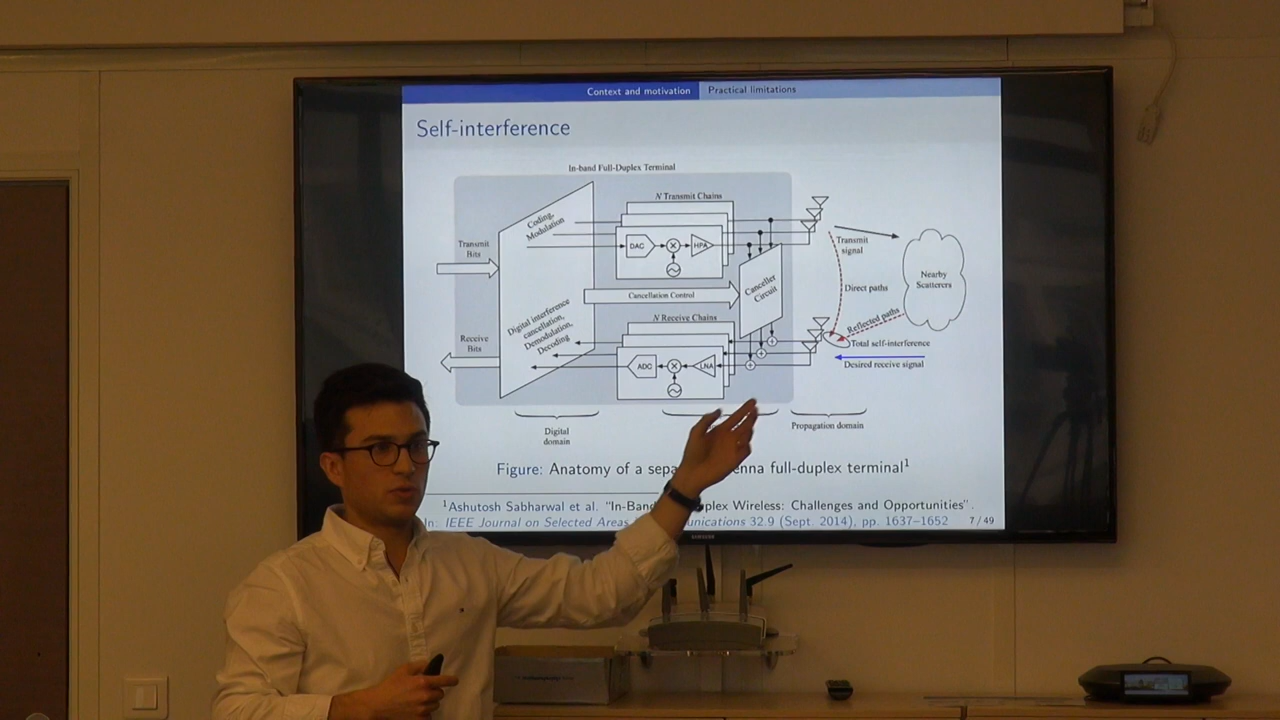 Context and motivation
Practical limitations
Self-interference
In-band Full-Duplex Terminal
N Transmit Chains
Coding,
Modulation
Transmit
Bits
DAC
HPA
Transmit
signal
Nearby
Scatterers
Canceller
Circuit
Direct paths
Cancellation Control
Digital interference
cancellation,
Demodulation,
Decoding
N Receive Chains
Reflected paths
Receive
Bits
Total self-interference
ADC
LNA
Desired receive signal
Digital
domain
Propagation domain
Figure: Anatomy of a sepa enna full-duplex terminal¹
¹Ashutosh Sabharwal et al. “In-Band plex Wireless: Challenges and Opportunities”.
In. IEEE Journal on Selected Areas unications 32.9 (Sept. 2014), pp. 1637–1652
7 / 49
SAMSUNG